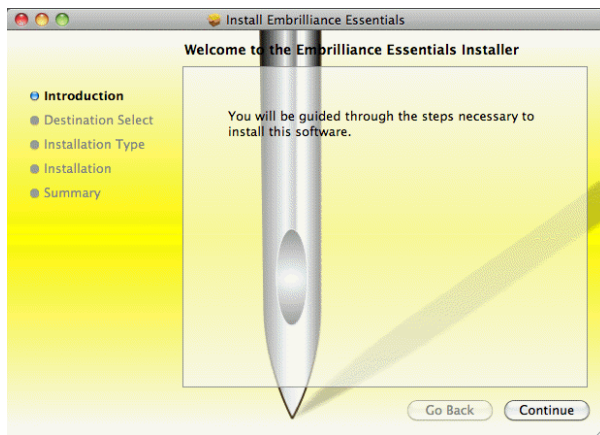 Install Embrilliance Essentials
Welcome to the Embrilliance Essentials Installer
Introduction
Destination Select
Installation Type
Installation
Summary
You will be guided through the steps necessary to
install this software.
Go Back
Continue